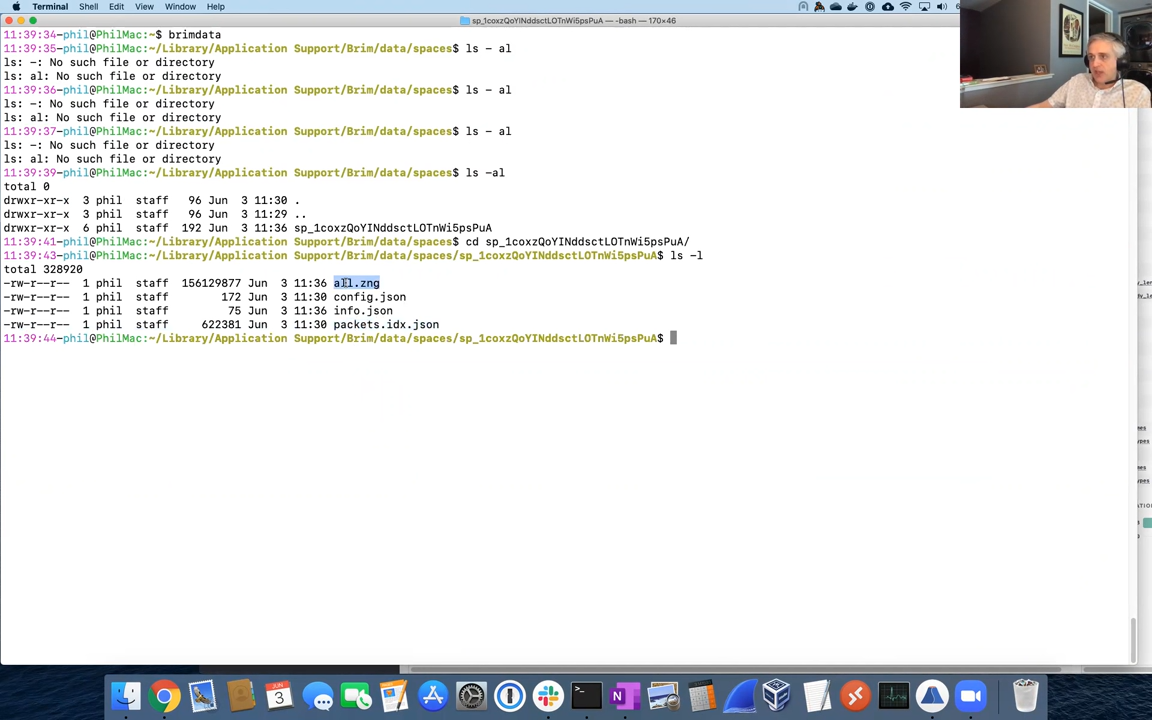 Terminal Shell Edit View Window Help
sp_1coxzQoYINddsctLOTnWi5psPuA — -bash — 170×46
11:39:34-phil@PhilMac:~$ brimdata
11:39:35-phil@PhilMac:~/Library/Application Support/Brim/data/spaces$ ls - al
ls: -: No such file or directory
ls: al: No such file or directory
11:39:36-phil@PhilMac:~/Library/Application Support/Brim/data/spaces$ ls - al
ls: -: No such file or directory
ls: al: No such file or directory
11:39:37-phil@PhilMac:~/Library/Application Support/Brim/data/spaces$ ls - al
ls: -: No such file or directory
ls: al: No such file or directory
11:39:39-phil@PhilMac:~/Library/Application Support/Brim/data/spaces$ ls -al
total 0
drwxr-xr-x 3 phil staff 96 Jun 3 11:30 .
drwxr-xr-x 3 phil staff 96 Jun 3 11:29 ..
drwxr-xr-x 6 phil staff 192 Jun 3 11:36 sp_1coxzQoYINddsctLOTnWi5psPuA
11:39:41-phil@PhilMac:~/Library/Application Support/Brim/data/spaces$ cd sp_1coxzQoYINddsctLOTnWi5psPuA/
11:39:43-phil@PhilMac:~/Library/Application Support/Brim/data/spaces/sp_1coxzQoYINddsctLOTnWi5psPuA$ ls -l
total 328920
-rw-r--r-- 1 phil staff 156129877 Jun 3 11:36 all.zng
-rw-r--r-- 1 phil staff 172 Jun 3 11:30 config.json
-rw-r--r-- 1 phil staff 75 Jun 3 11:36 info.json
-rw-r--r-- 1 phil staff 622381 Jun 3 11:30 packets.idx.json
11:39:44-phil@PhilMac:~/Library/Application Support/Brim/data/spaces/sp_1coxzQoYINddsctLOTnWi5psPuA$
JUN
3